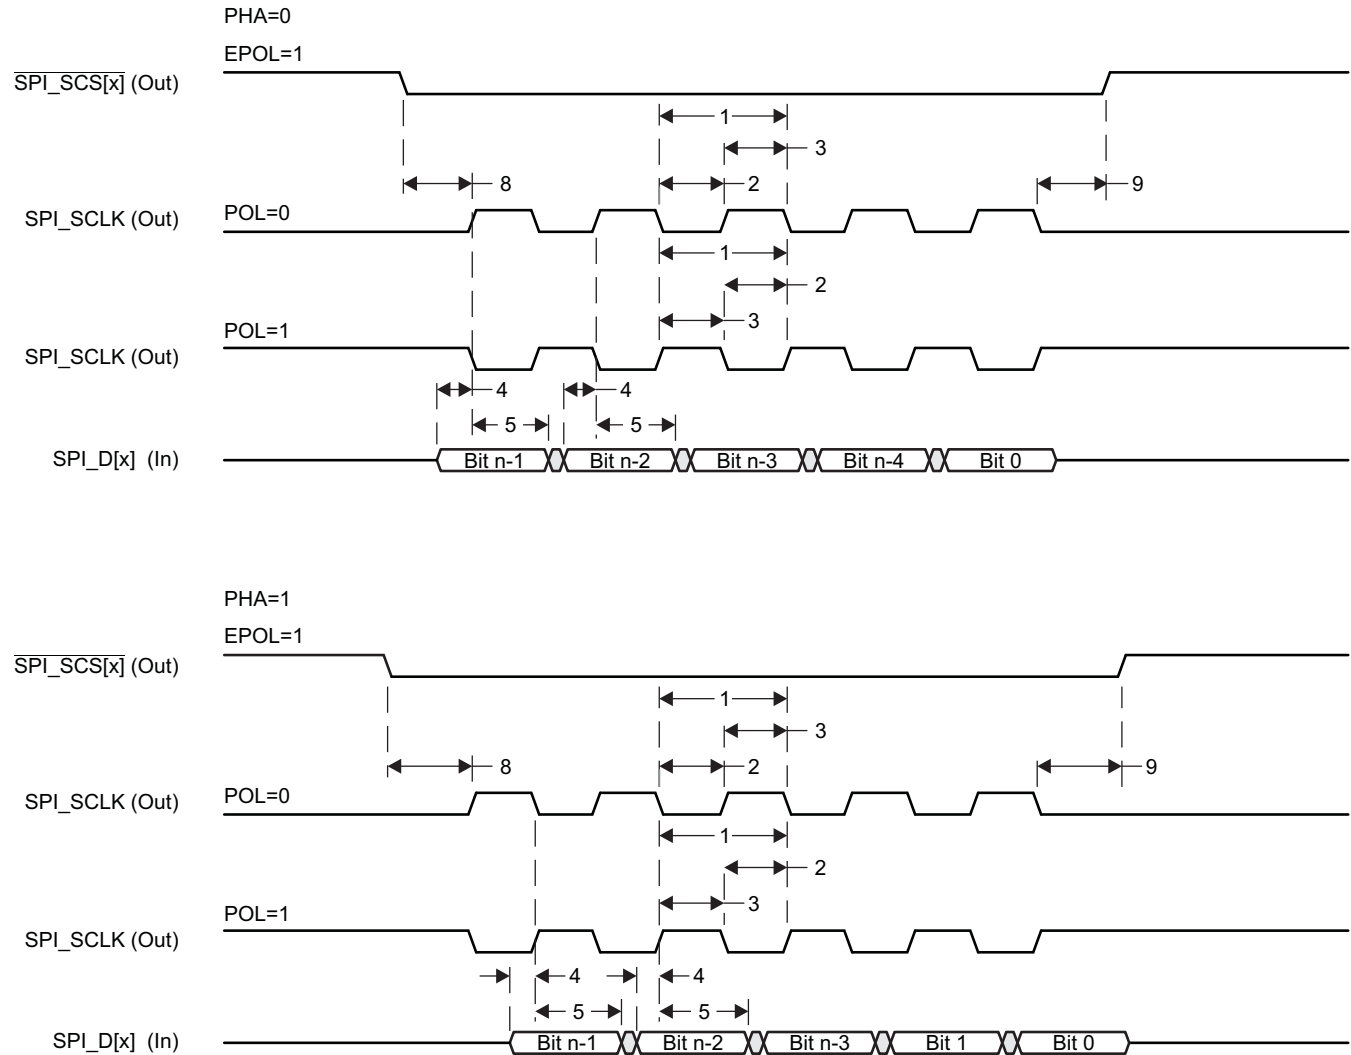 PHA=0
EPOL=1
SPI_SCS[x] (Out)
1
3
8
2
9
SPI_SCLK (Out)
POL=0
1
2
3
POL=1
SPI_SCLK (Out)
4
4
5
5
SPI_D[x] (In)
Bit n-1
Bit n-2
Bit n-3
Bit n-4
Bit 0
PHA=1
EPOL=1
SPI_SCS[x] (Out)
1
3
8
2
9
SPI_SCLK (Out)
POL=0
1
2
3
POL=1
SPI_SCLK (Out)
4
4
5
5
SPI_D[x] (In)
Bit n-1
Bit n-2
Bit n-3
Bit 1
Bit 0